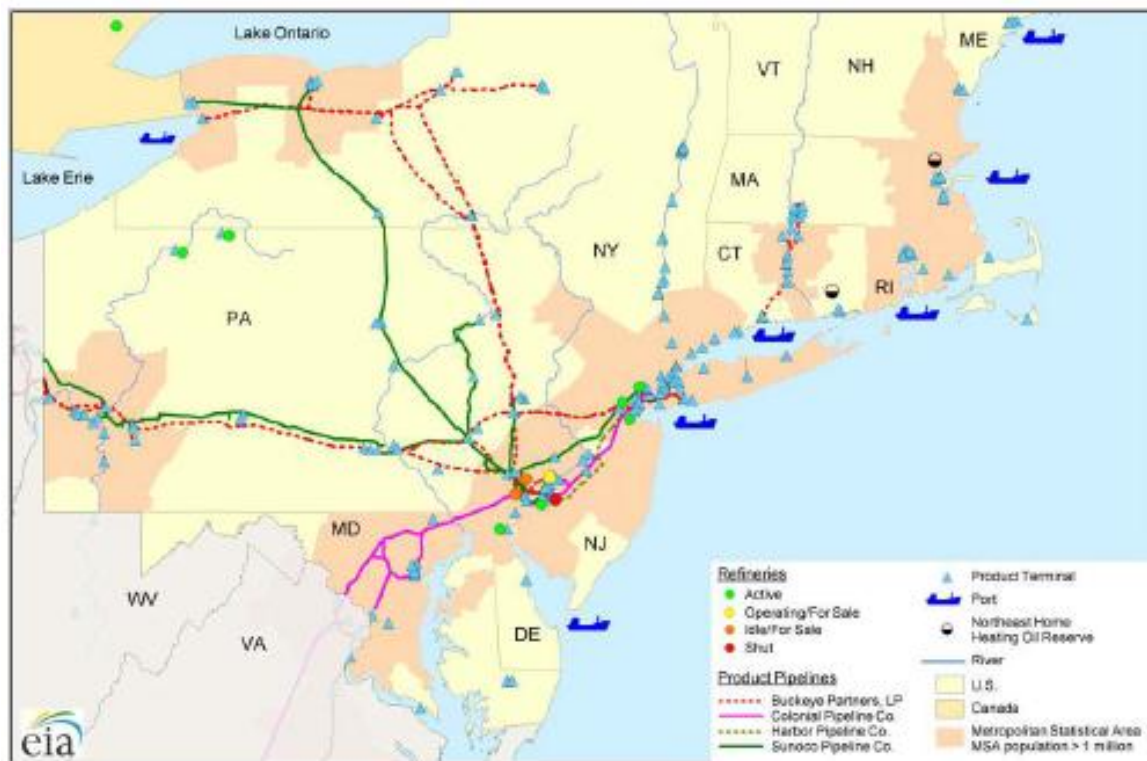 Lake Ontario
ME
VT
NH
Lake Erie
MA
NY
CT
RI
PA
MD
NJ
WV
VA
DE
eia
Refineries
Active
Operating/For Sale
Idle/For Sale
Shut
Product Pipelines
Buckeye Partners, LP
Colonial Pipeline Co.
Harbor Pipeline Co.
Sunoco Pipeline Co.
Product Terminal
Port
Northeast Home
Heating Oil Reserve
River
U.S.
Canada
Metropolitan Statistical Area
MSA population > 1 million